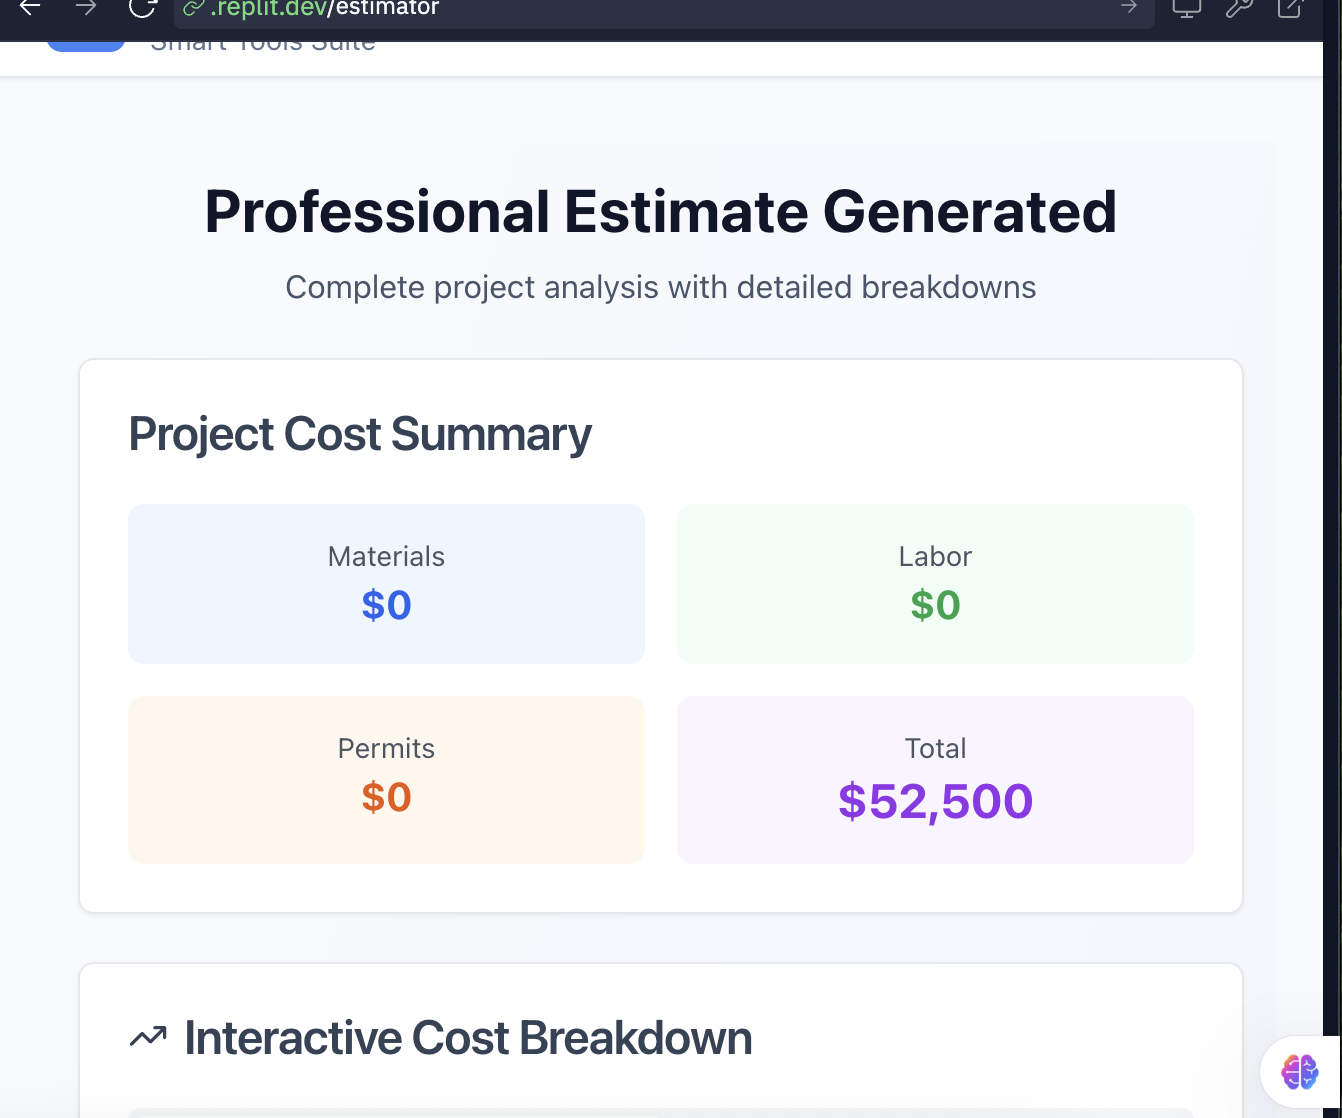 .replit.dev/estimator
Smart Tools Suite
Professional Estimate Generated
Complete project analysis with detailed breakdowns
Project Cost Summary
Materials
$0
Labor
$0
Permits
$0
Total
$52,500
Interactive Cost Breakdown